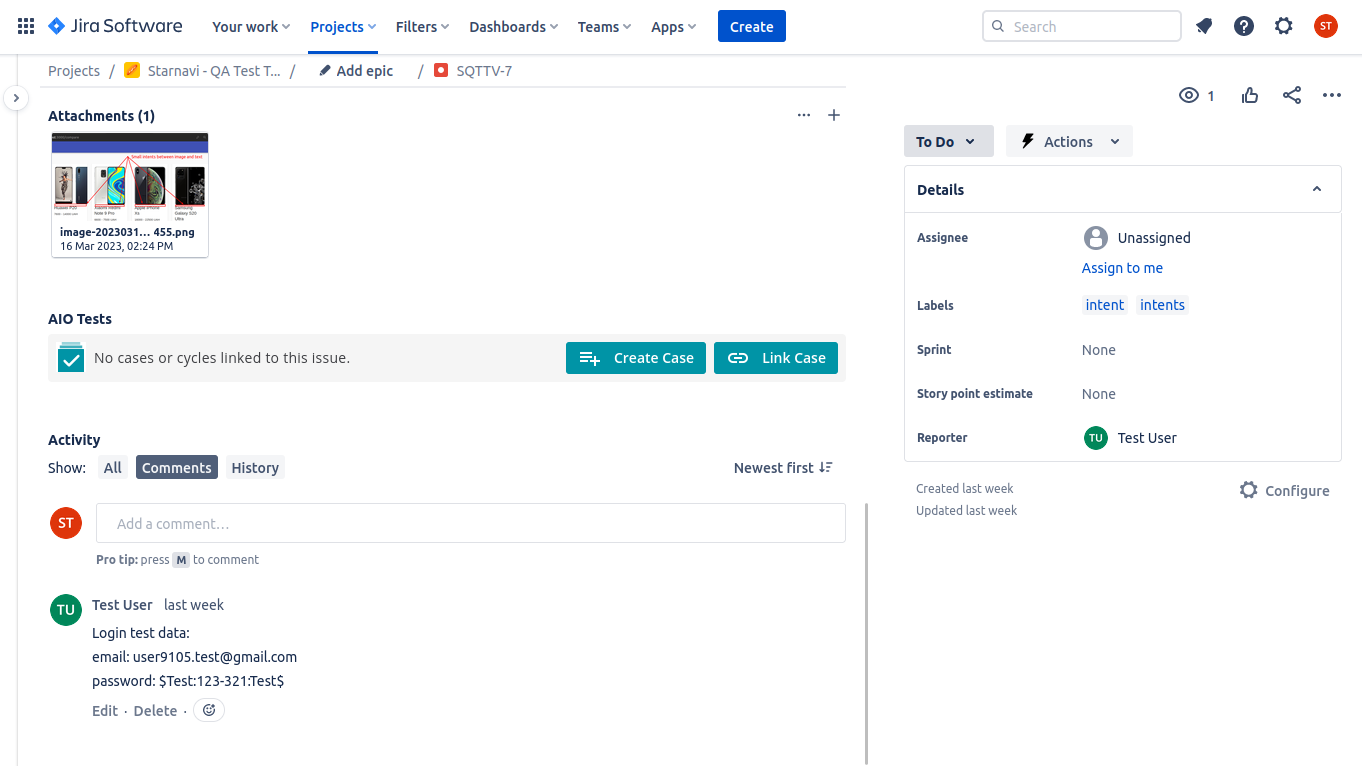 Jira Software
Your work
Projects
Filters
Dashboards
Teams
Apps
Create
Search
ST
Projects / Starnavi - QA Test T... / Add epic / SQTTV-7
1
Attachments (1)
Small intents between image and text.
Huawei P20
Xiaomi Redmi Note 8 Pro
Apple iPhone Xs
Samsung Galaxy S20 Ultra
image-2023031... 455.png
16 Mar 2023, 02:24 PM
AIO Tests
No cases or cycles linked to this issue.
Create Case
Link Case
Activity
Show: All Comments History
Newest first
ST
Add a comment...
Pro tip: press M to comment
TU
Test User last week
Login test data:
email: user9105.test@gmail.com
password: $Test:123-321:Test$
Edit · Delete ·
To Do
Actions
Details
Assignee
Unassigned
Assign to me
Labels
intent intents
Sprint
None
Story point estimate
None
Reporter
TU Test User
Created last week
Updated last week
Configure